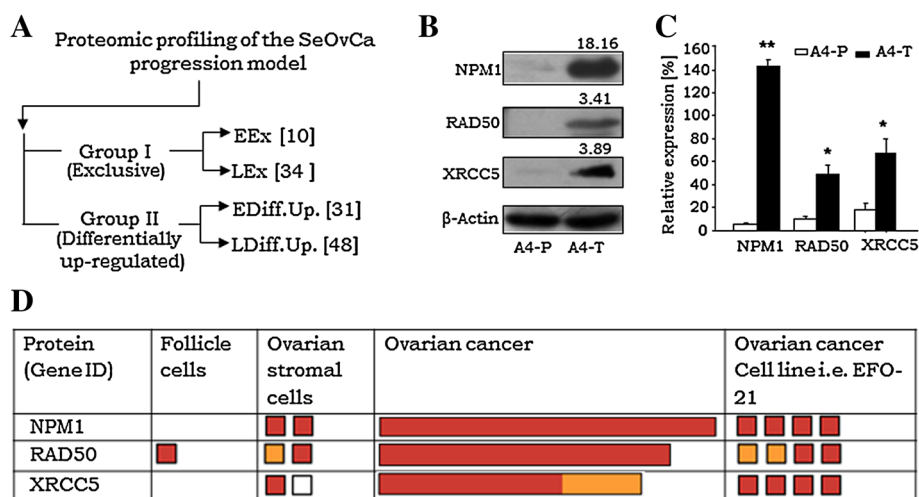 A
Proteomic profiling of the SeOvCa
progression model
Group I
(Exclusive)
EEx [10]
LEx [34 ]
Group II
(Differentially
up-regulated)
EDiff.Up. [31]
LDiff.Up. [48]
B
18.16
NPM1
3.41
RAD50
3.89
XRCC5
β-Actin
A4-P A4-T
C
Relative expression [%]
160
140
120
100
80
60
40
20
0
A4-P A4-T
**
*
*
NPM1 RAD50 XRCC5
D
Protein
(Gene ID)
Follicle
cells
Ovarian
stromal
cells
Ovarian cancer
Ovarian cancer
Cell line i.e. EFO-
21
NPM1
RAD50
XRCC5